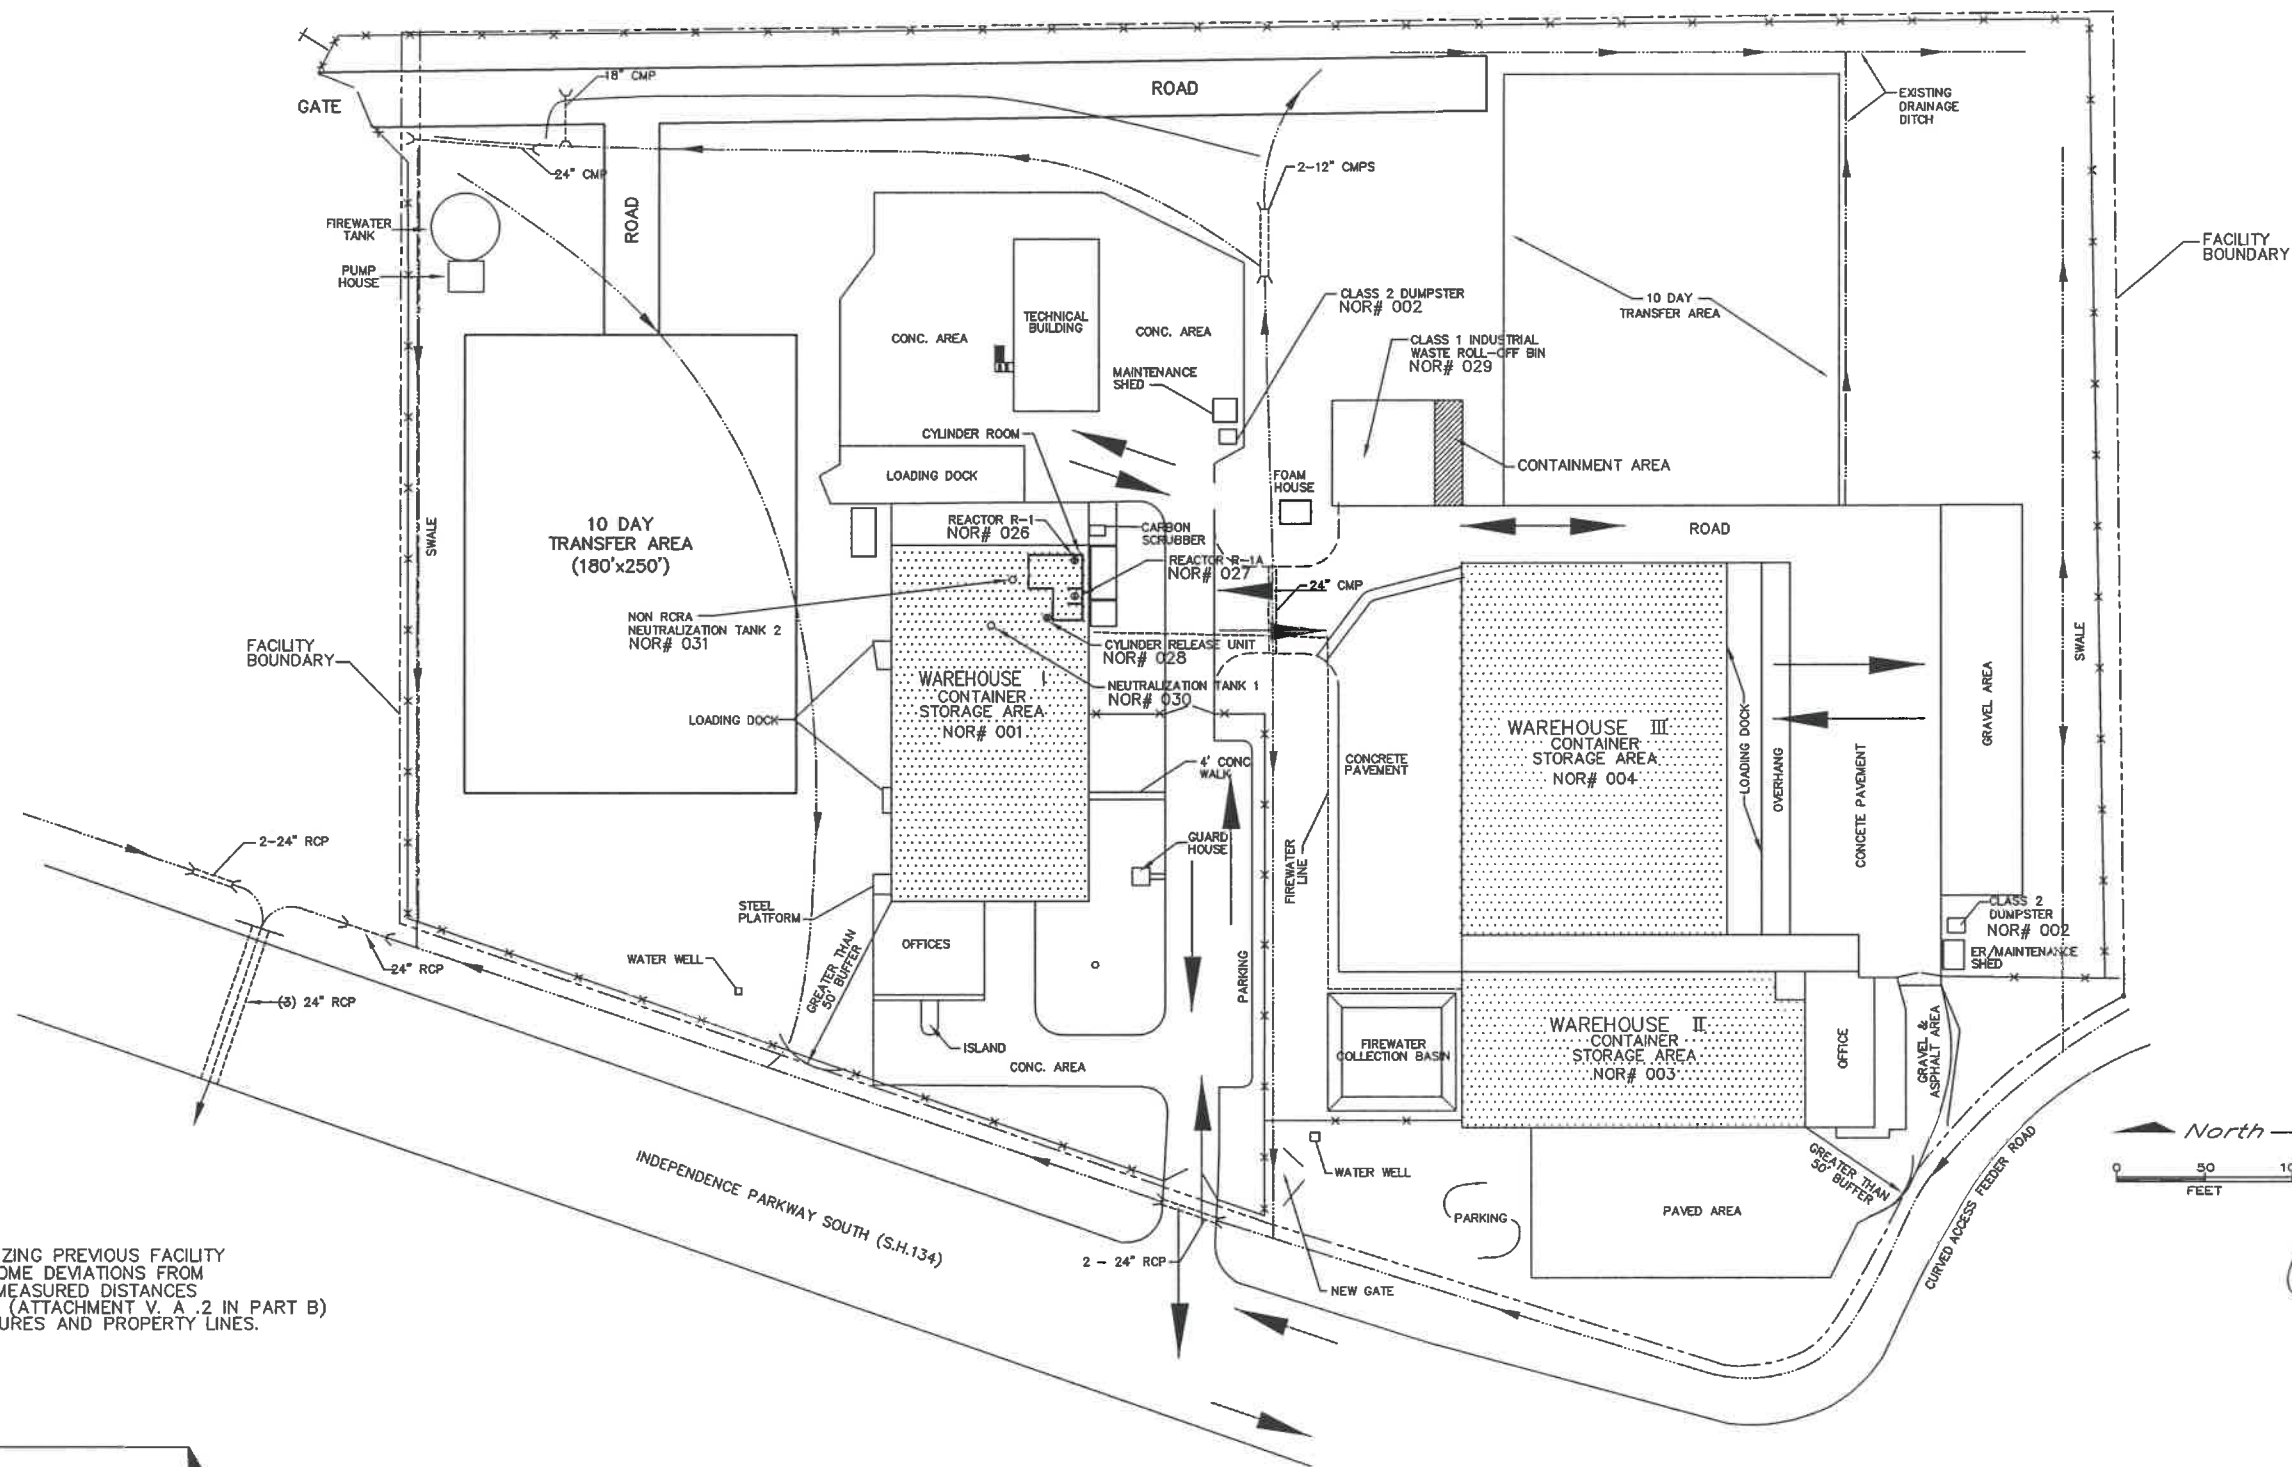 18" CMP
ROAD
GATE
EXISTING
DRAINAGE
DITCH
24" CMP
2-12" CMPS
FIREWATER
TANK
ROAD
PUMP
HOUSE
FACILITY
BOUNDARY
CLASS 2 DUMPSTER
NOR# 002
10 DAY
TRANSFER AREA
TECHNICAL
BUILDING
CONC. AREA
CONC. AREA
CLASS 1 INDUSTRIAL
WASTE ROLL-OFF BIN
NOR# 029
MAINTENANCE
SHED
CYLINDER ROOM
CONTAINMENT AREA
LOADING DOCK
FOAM
HOUSE
SWALE
10 DAY
TRANSFER AREA
(180'x250')
REACTOR R-1
NOR# 026
CARBON
SCRUBBER
ROAD
REACTOR R-1A
NOR# 027
24" CMP
NON RCRA
NEUTRALIZATION TANK 2
NOR# 031
CYLINDER RELEASE UNIT
NOR# 028
SWALE
FACILITY
BOUNDARY
WAREHOUSE I
CONTAINER
STORAGE AREA
NOR# 001
NEUTRALIZATION TANK 1
NOR# 030
LOADING DOCK
WAREHOUSE III
CONTAINER
STORAGE AREA
NOR# 004
LOADING DOCK
OVERHANG
CONCETE PAVEMENT
GRAVEL AREA
4' CONC
WALK
CONCRETE
PAVEMENT
2-24" RCP
GUARD
HOUSE
FIREWATER
LINE
STEEL
PLATFORM
CLASS 2
DUMPSTER
NOR# 002
ER/MAINTENANCE
SHED
OFFICES
GREATER THAN
50' BUFFER
WATER WELL
24" RCP
(3) 24" RCP
PARKING
ISLAND
CONC. AREA
FIREWATER
COLLECTION BASIN
WAREHOUSE II
CONTAINER
STORAGE AREA
NOR# 003
OFFICE
GRAVEL &
ASPHALT AREA
North
0 50
FEET
INDEPENDENCE PARKWAY SOUTH (S.H.134)
WATER WELL
GREATER THAN
50' BUFFER
CURVED ACCESS FEEDER ROAD
PARKING
PAVED AREA
2 - 24" RCP
NEW GATE
ZING PREVIOUS FACILITY
OME DEVIATIONS FROM
MEASURED DISTANCES
(ATTACHMENT V. A .2 IN PART B)
URES AND PROPERTY LINES.